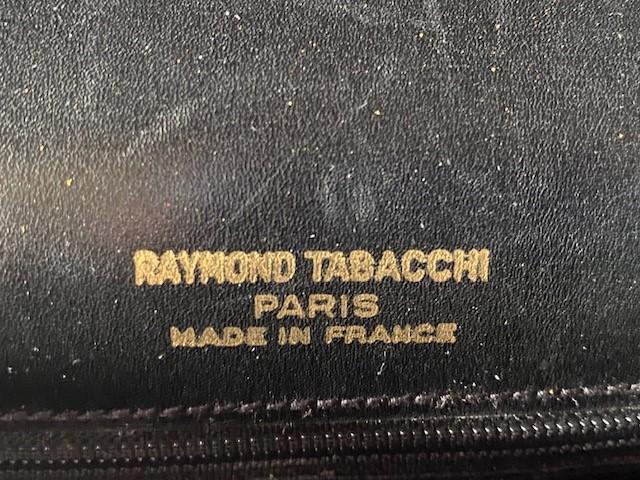 RAYMOND TABACCHI
PARIS
MADE IN FRANCE